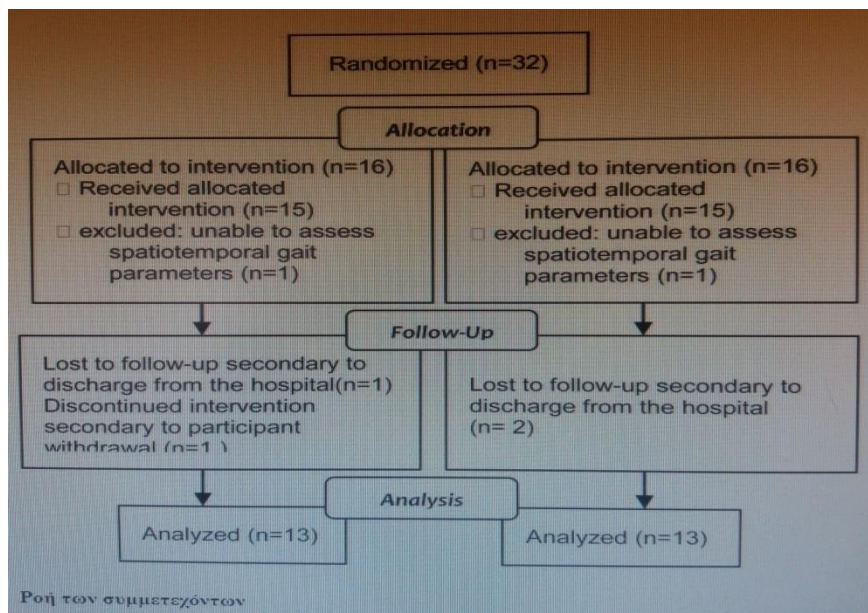 Randomized (n=32)
Allocation
Allocated to intervention (n=16)
□ Received allocated
intervention (n=15)
□ excluded: unable to assess
spatiotemporal gait
parameters (n=1)
Allocated to intervention (n=16)
□ Received allocated
intervention (n=15)
□ excluded: unable to assess
spatiotemporal gait
parameters (n=1)
Follow-Up
Lost to follow-up secondary to
discharge from the hospital(n=1)
Discontinued intervention
secondary to participant
withdrawal (n=1 )
Lost to follow-up secondary to
discharge from the hospital
(n= 2)
Analysis
Analyzed (n=13)
Analyzed (n=13)
Ροή των συμμετεχόντων